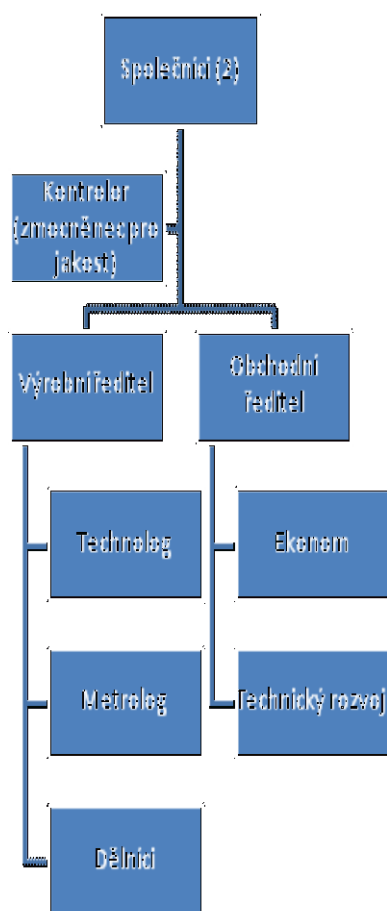 Společníci (2)
Kontrolor
(zmocněnec pro
jakost)
Výrobní ředitel
Obchodní
ředitel
Technolog
Ekonom
Metrolog
Technický rozvoj
Dělníci